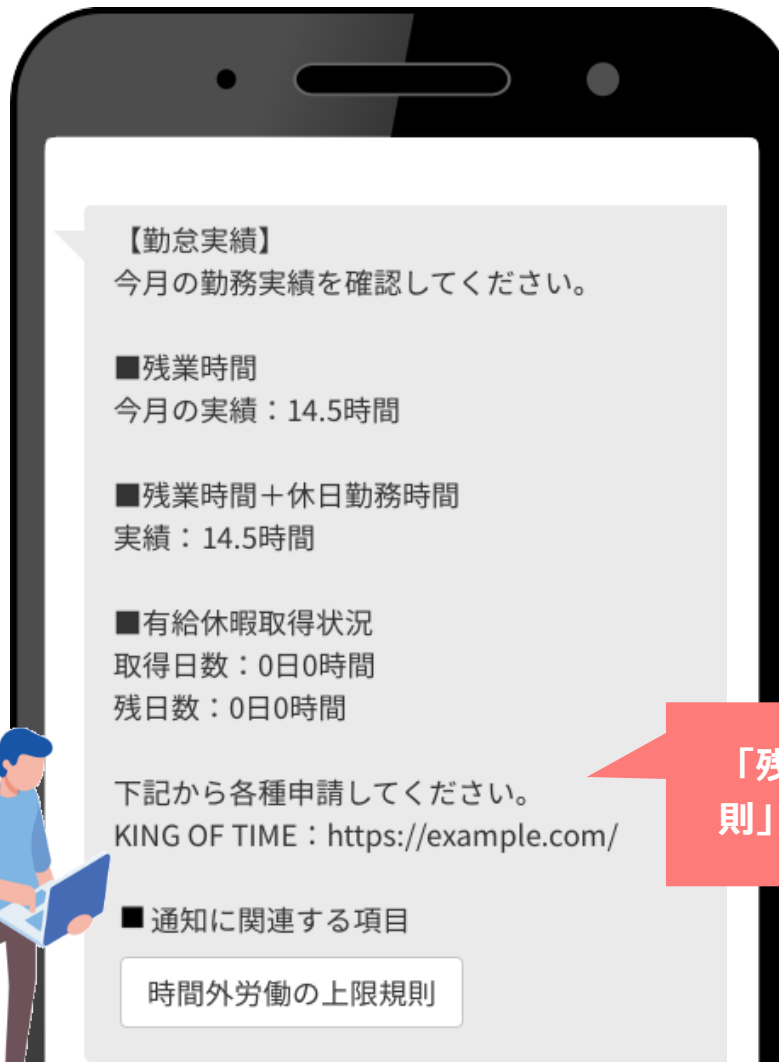 【勤怠実績】
今月の勤務実績を確認してください。
■残業時間
今月の実績：14.5時間
■残業時間＋休日勤務時間
実績：14.5時間
■有給休暇取得状況
取得日数：0日0時間
残日数：0日0時間
下記から各種申請してください。
KING OF TIME：https://example.com/
■通知に関連する項目
時間外労働の上限規則
「残
則」